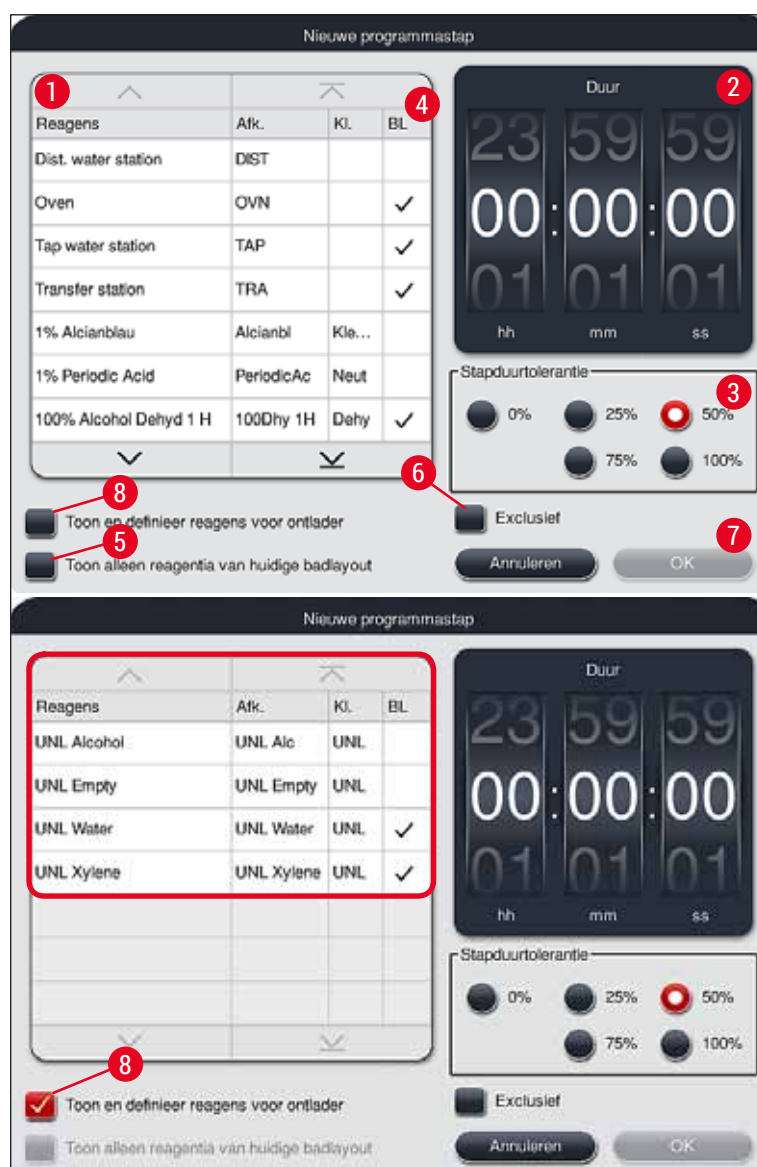 Nieuwe programmastap
1
4
Reagens Afk. Kl. BL
Dist. water station DIST
Oven OVN ✓
Tap water station TAP ✓
Transfer station TRA ✓
1% Alcianblau Alcianbl Kle...
1% Periodic Acid PeriodicAc Neut
100% Alcohol Dehyd 1 H 100Dhy 1H Dehy ✓
Duur
2
23 59 59
00:00:00
01 01 01
hh mm ss
Stapduurtolerantie
3
0% 25% 50%
75% 100%
8
Toon en definieer reagens voor ontlader
5
Toon alleen reagentia van huidige badlayout
6
Exclusief
7
Annuleren OK
Nieuwe programmastap
Reagens Afk. Kl. BL
UNL Alcohol UNL Alc UNL
UNL Empty UNL Empty UNL
UNL Water UNL Water UNL ✓
UNL Xylene UNL Xylene UNL ✓
Duur
23 59 59
00:00:00
01 01 01
hh mm ss
Stapduurtolerantie
0% 25% 50%
75% 100%
8
Toon en definieer reagens voor ontlader
Toon alleen reagentia van huidige badlayout
Exclusief
Annuleren OK